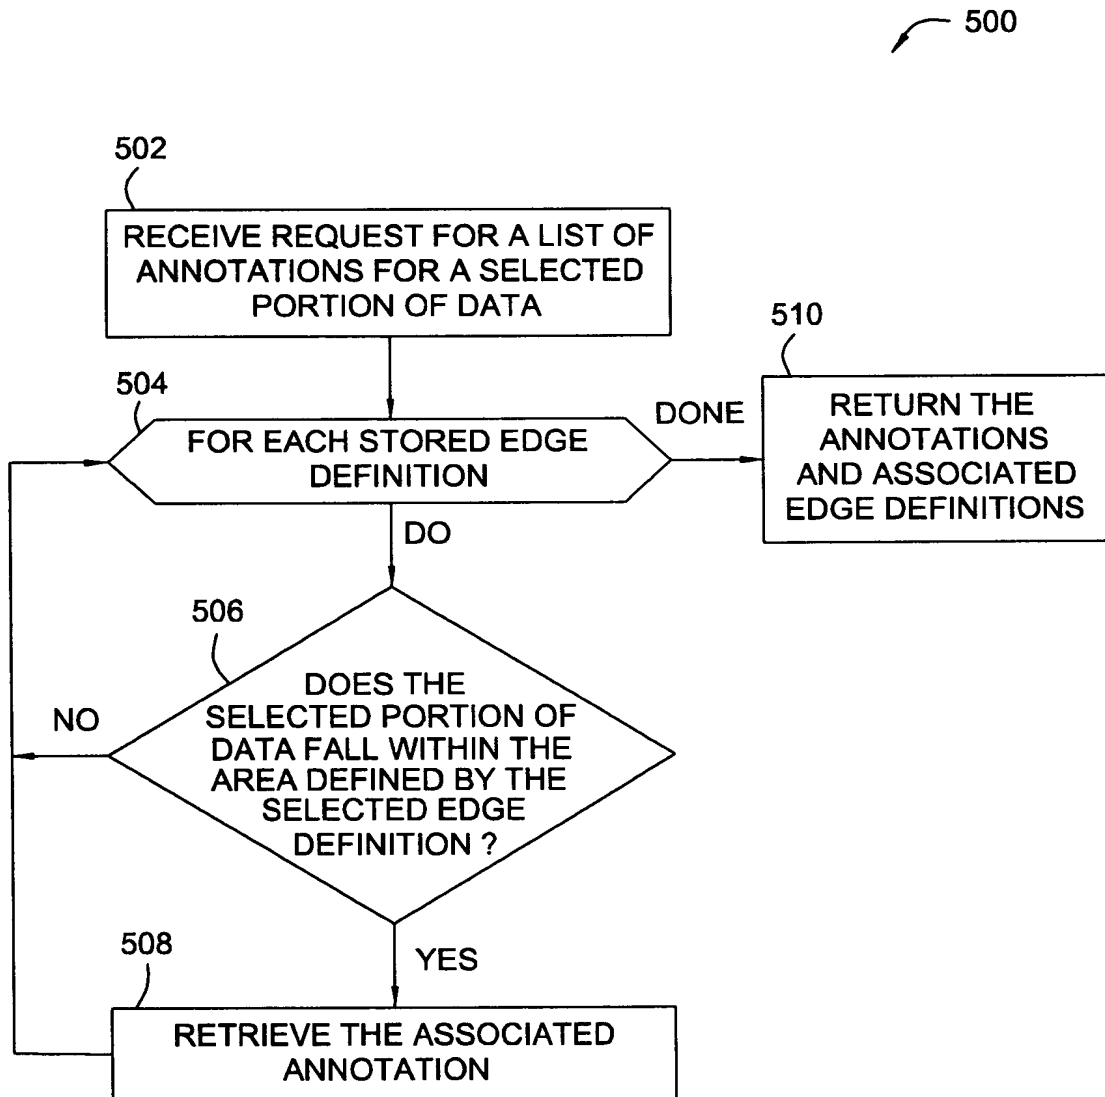 500
502
RECEIVE REQUEST FOR A LIST OF
ANNOTATIONS FOR A SELECTED
PORTION OF DATA
504
FOR EACH STORED EDGE
DEFINITION
DONE
510
RETURN THE
ANNOTATIONS
AND ASSOCIATED
EDGE DEFINITIONS
DO
506
DOES THE
SELECTED PORTION OF
DATA FALL WITHIN THE
AREA DEFINED BY THE
SELECTED EDGE
DEFINITION ?
NO
YES
508
RETRIEVE THE ASSOCIATED
ANNOTATION